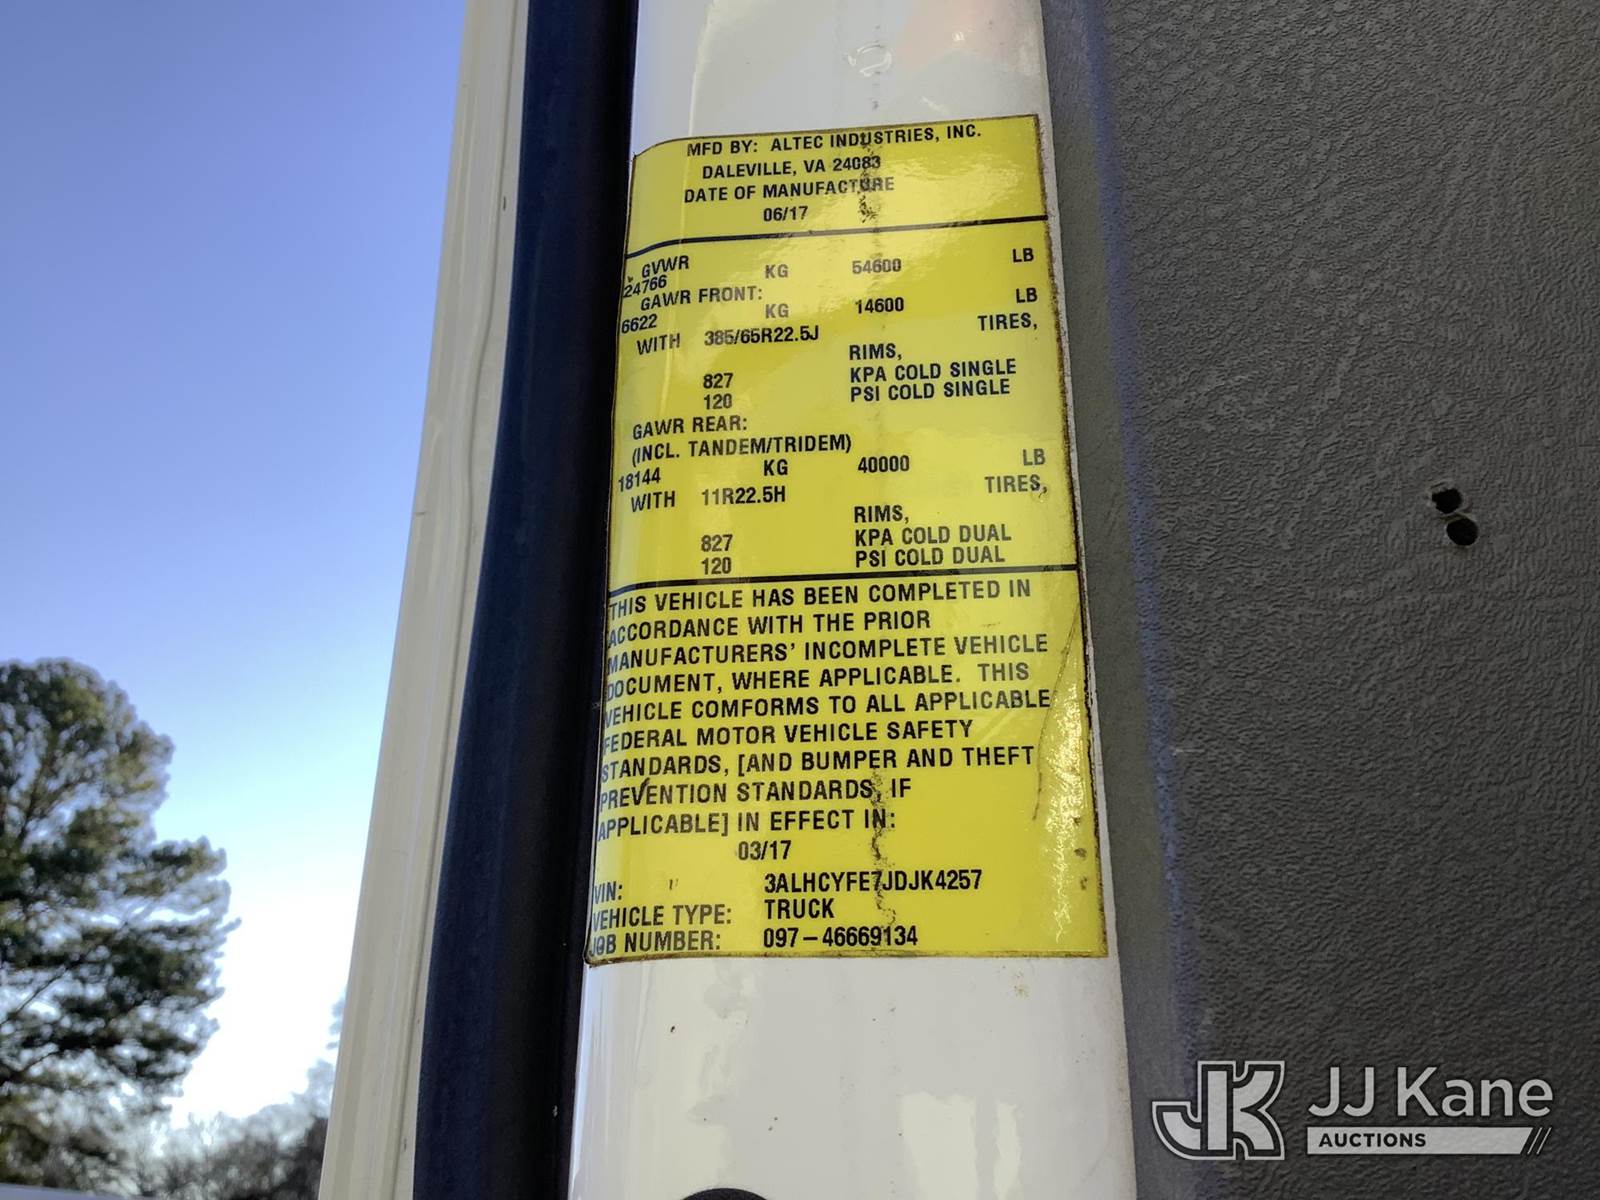 MFD BY: ALTEC INDUSTRIES, INC.
DALEVILLE, VA 24083
DATE OF MANUFACTURE
06/17
GVWR
24766 KG 54600 LB
GAWR FRONT:
6622 KG 14600 LB
WITH 385/65R22.5J TIRES,
RIMS,
827 KPA COLD SINGLE
120 PSI COLD SINGLE
GAWR REAR:
(INCL. TANDEM/TRIDEM)
18144 KG 40000 LB
WITH 11R22.5H TIRES,
RIMS,
827 KPA COLD DUAL
120 PSI COLD DUAL
THIS VEHICLE HAS BEEN COMPLETED IN
ACCORDANCE WITH THE PRIOR
MANUFACTURERS' INCOMPLETE VEHICLE
DOCUMENT, WHERE APPLICABLE. THIS
VEHICLE COMFORMS TO ALL APPLICABLE
FEDERAL MOTOR VEHICLE SAFETY
STANDARDS, [AND BUMPER AND THEFT
PREVENTION STANDARDS, IF
APPLICABLE] IN EFFECT IN:
03/17
VIN: 3ALHCYFE7JDJK4257
VEHICLE TYPE: TRUCK
JOB NUMBER: 097-46669134
JK JJ Kane
AUCTIONS